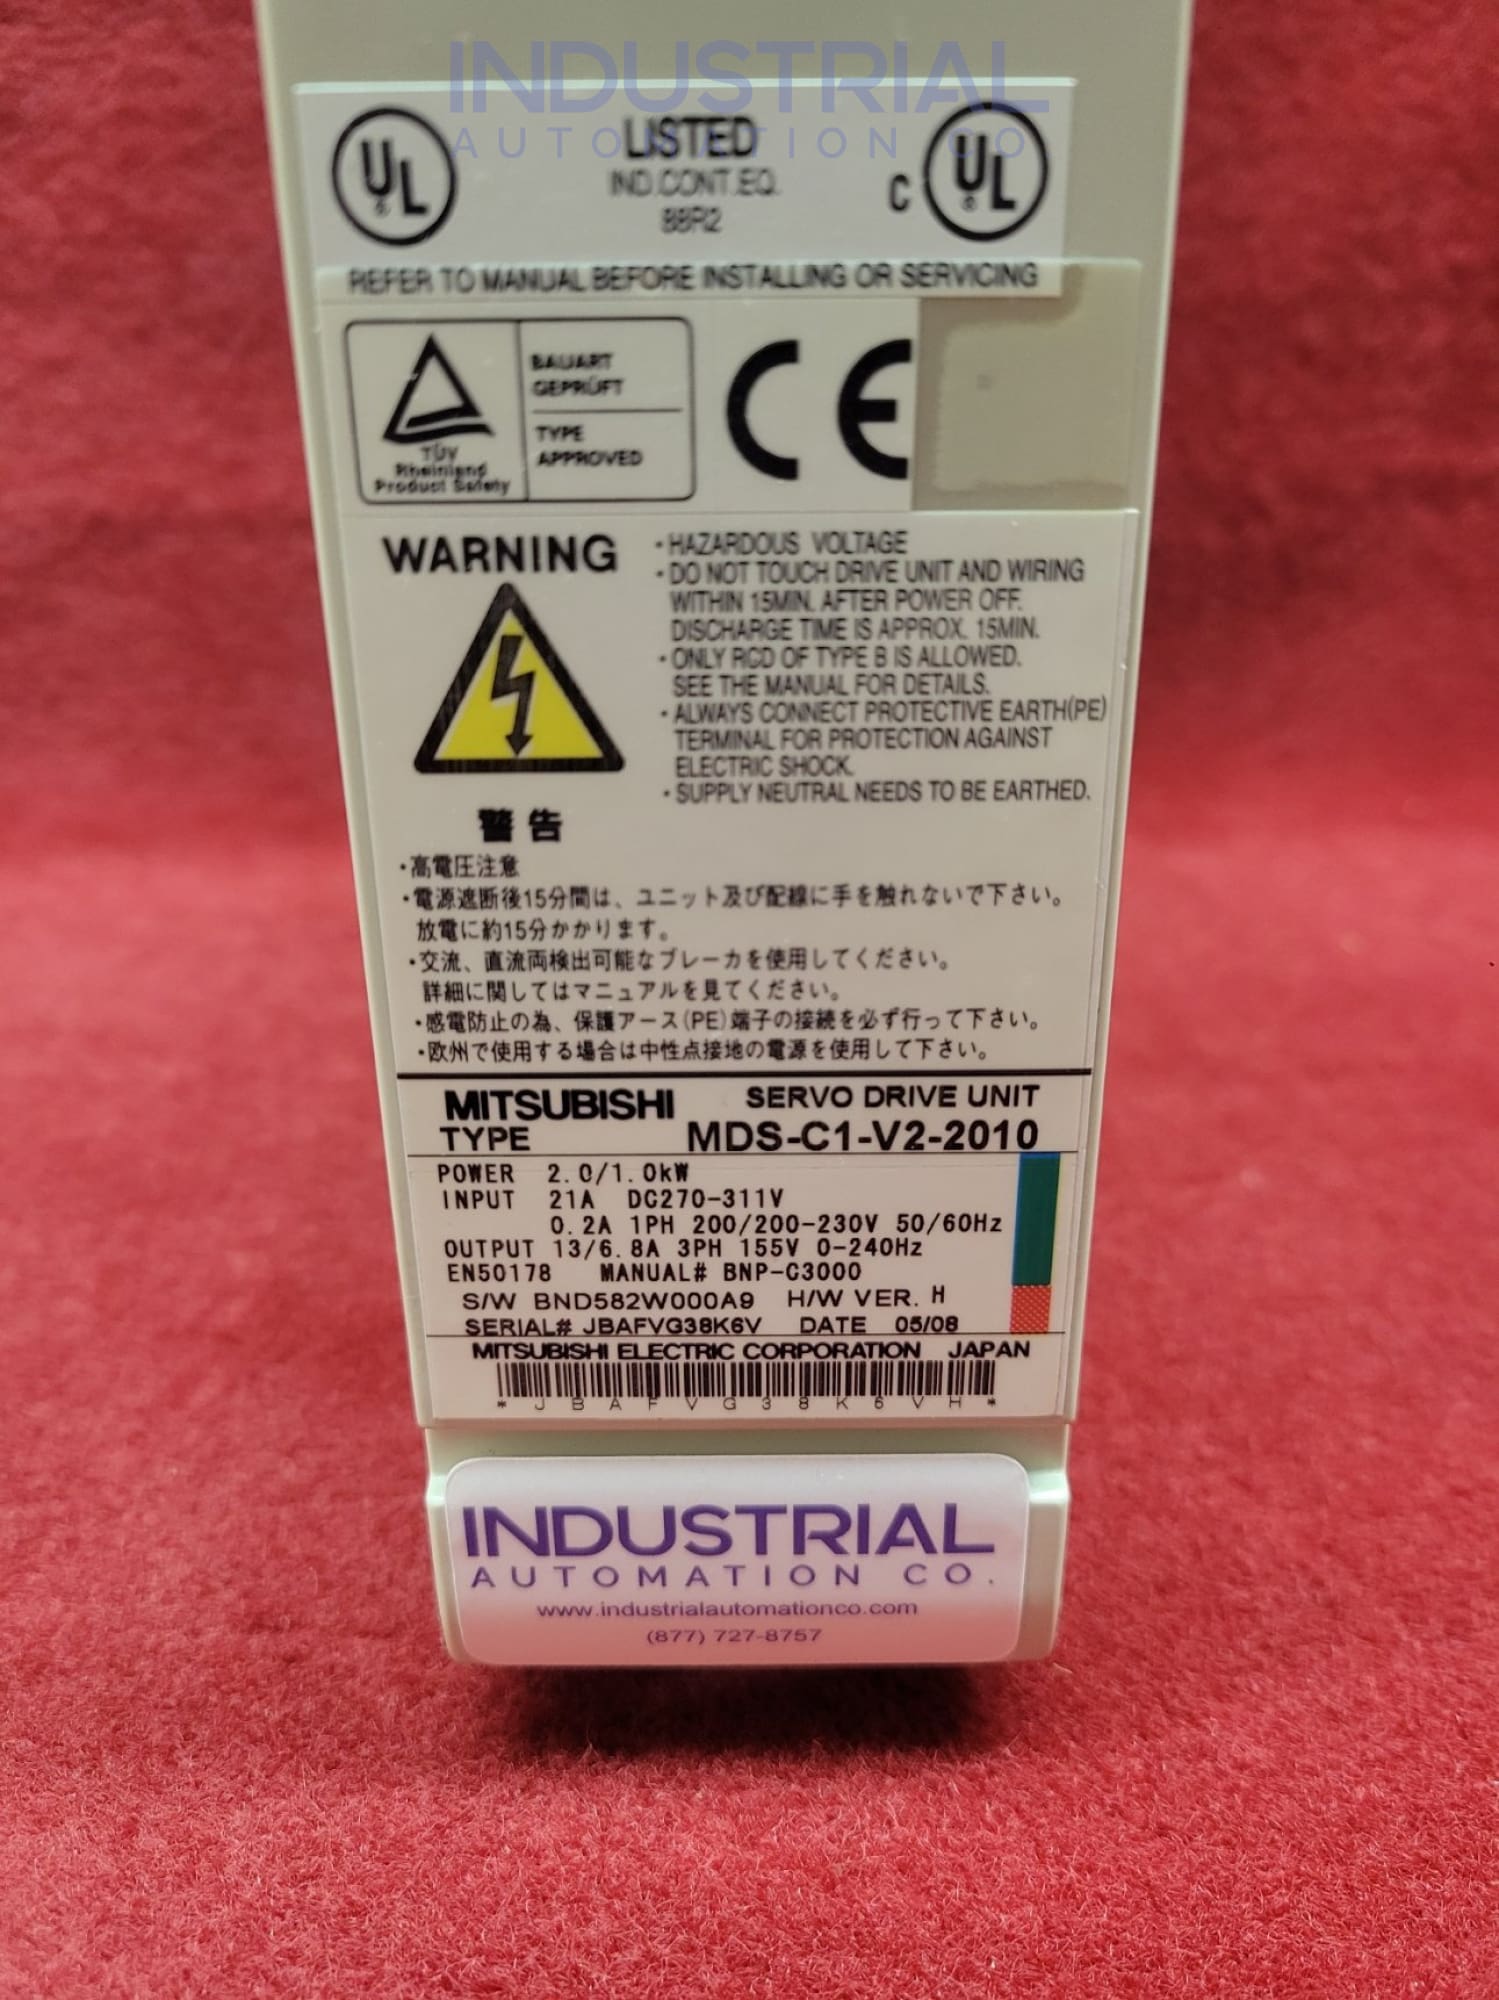 INDUSTRIAL
AUTOMATION CO
UL
LISTED
IND.CONT.EQ.
88R2
C UL
REFER TO MANUAL BEFORE INSTALLING OR SERVICING
TÜV
Rheinland
Product Safety
BAUART
GEPRÜFT
TYPE
APPROVED
CE
WARNING
・HAZARDOUS VOLTAGE
・DO NOT TOUCH DRIVE UNIT AND WIRING
WITHIN 15MIN. AFTER POWER OFF.
DISCHARGE TIME IS APPROX. 15MIN.
・ONLY RCD OF TYPE B IS ALLOWED.
SEE THE MANUAL FOR DETAILS.
・ALWAYS CONNECT PROTECTIVE EARTH(PE)
TERMINAL FOR PROTECTION AGAINST
ELECTRIC SHOCK.
・SUPPLY NEUTRAL NEEDS TO BE EARTHED.
警告
・高電圧注意
・電源遮断後15分間は、ユニット及び配線に手を触れないで下さい。
放電に約15分かかります。
・交流、直流両検出可能なブレーカを使用してください。
詳細に関してはマニュアルを見てください。
・感電防止の為、保護アース(PE)端子の接続を必ず行って下さい。
・欧州で使用する場合は中性点接地の電源を使用して下さい。
MITSUBISHI SERVO DRIVE UNIT
TYPE MDS-C1-V2-2010
POWER 2.0/1.0kW
INPUT 21A DC270-311V
0.2A 1PH 200/200-230V 50/60Hz
OUTPUT 13/6.8A 3PH 155V 0-240Hz
EN50178 MANUAL# BNP-C3000
S/W BND582W000A9 H/W VER. H
SERIAL# JBAFVG38K6V DATE 05/08
MITSUBISHI ELECTRIC CORPORATION JAPAN
* J B A F V G 3 8 K 6 V H *
INDUSTRIAL
AUTOMATION CO.
www.industrialautomationco.com
(877) 727-8757